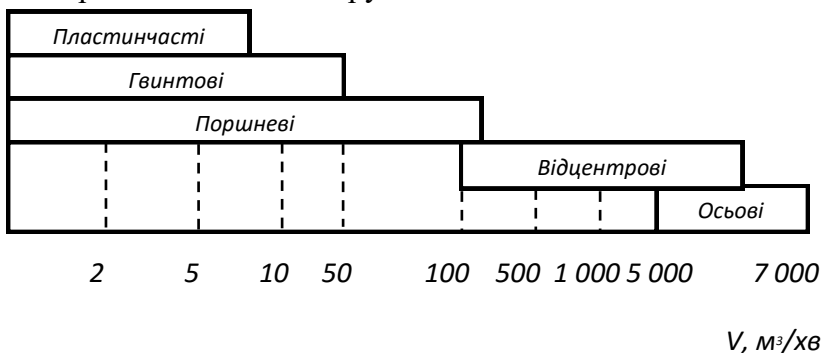 Пластинчасті
Гвинтові
Поршневі
Відцентрові
Осьові
2 5 10 50 100 500 1 000 5 000 7 000
V, м³/хв